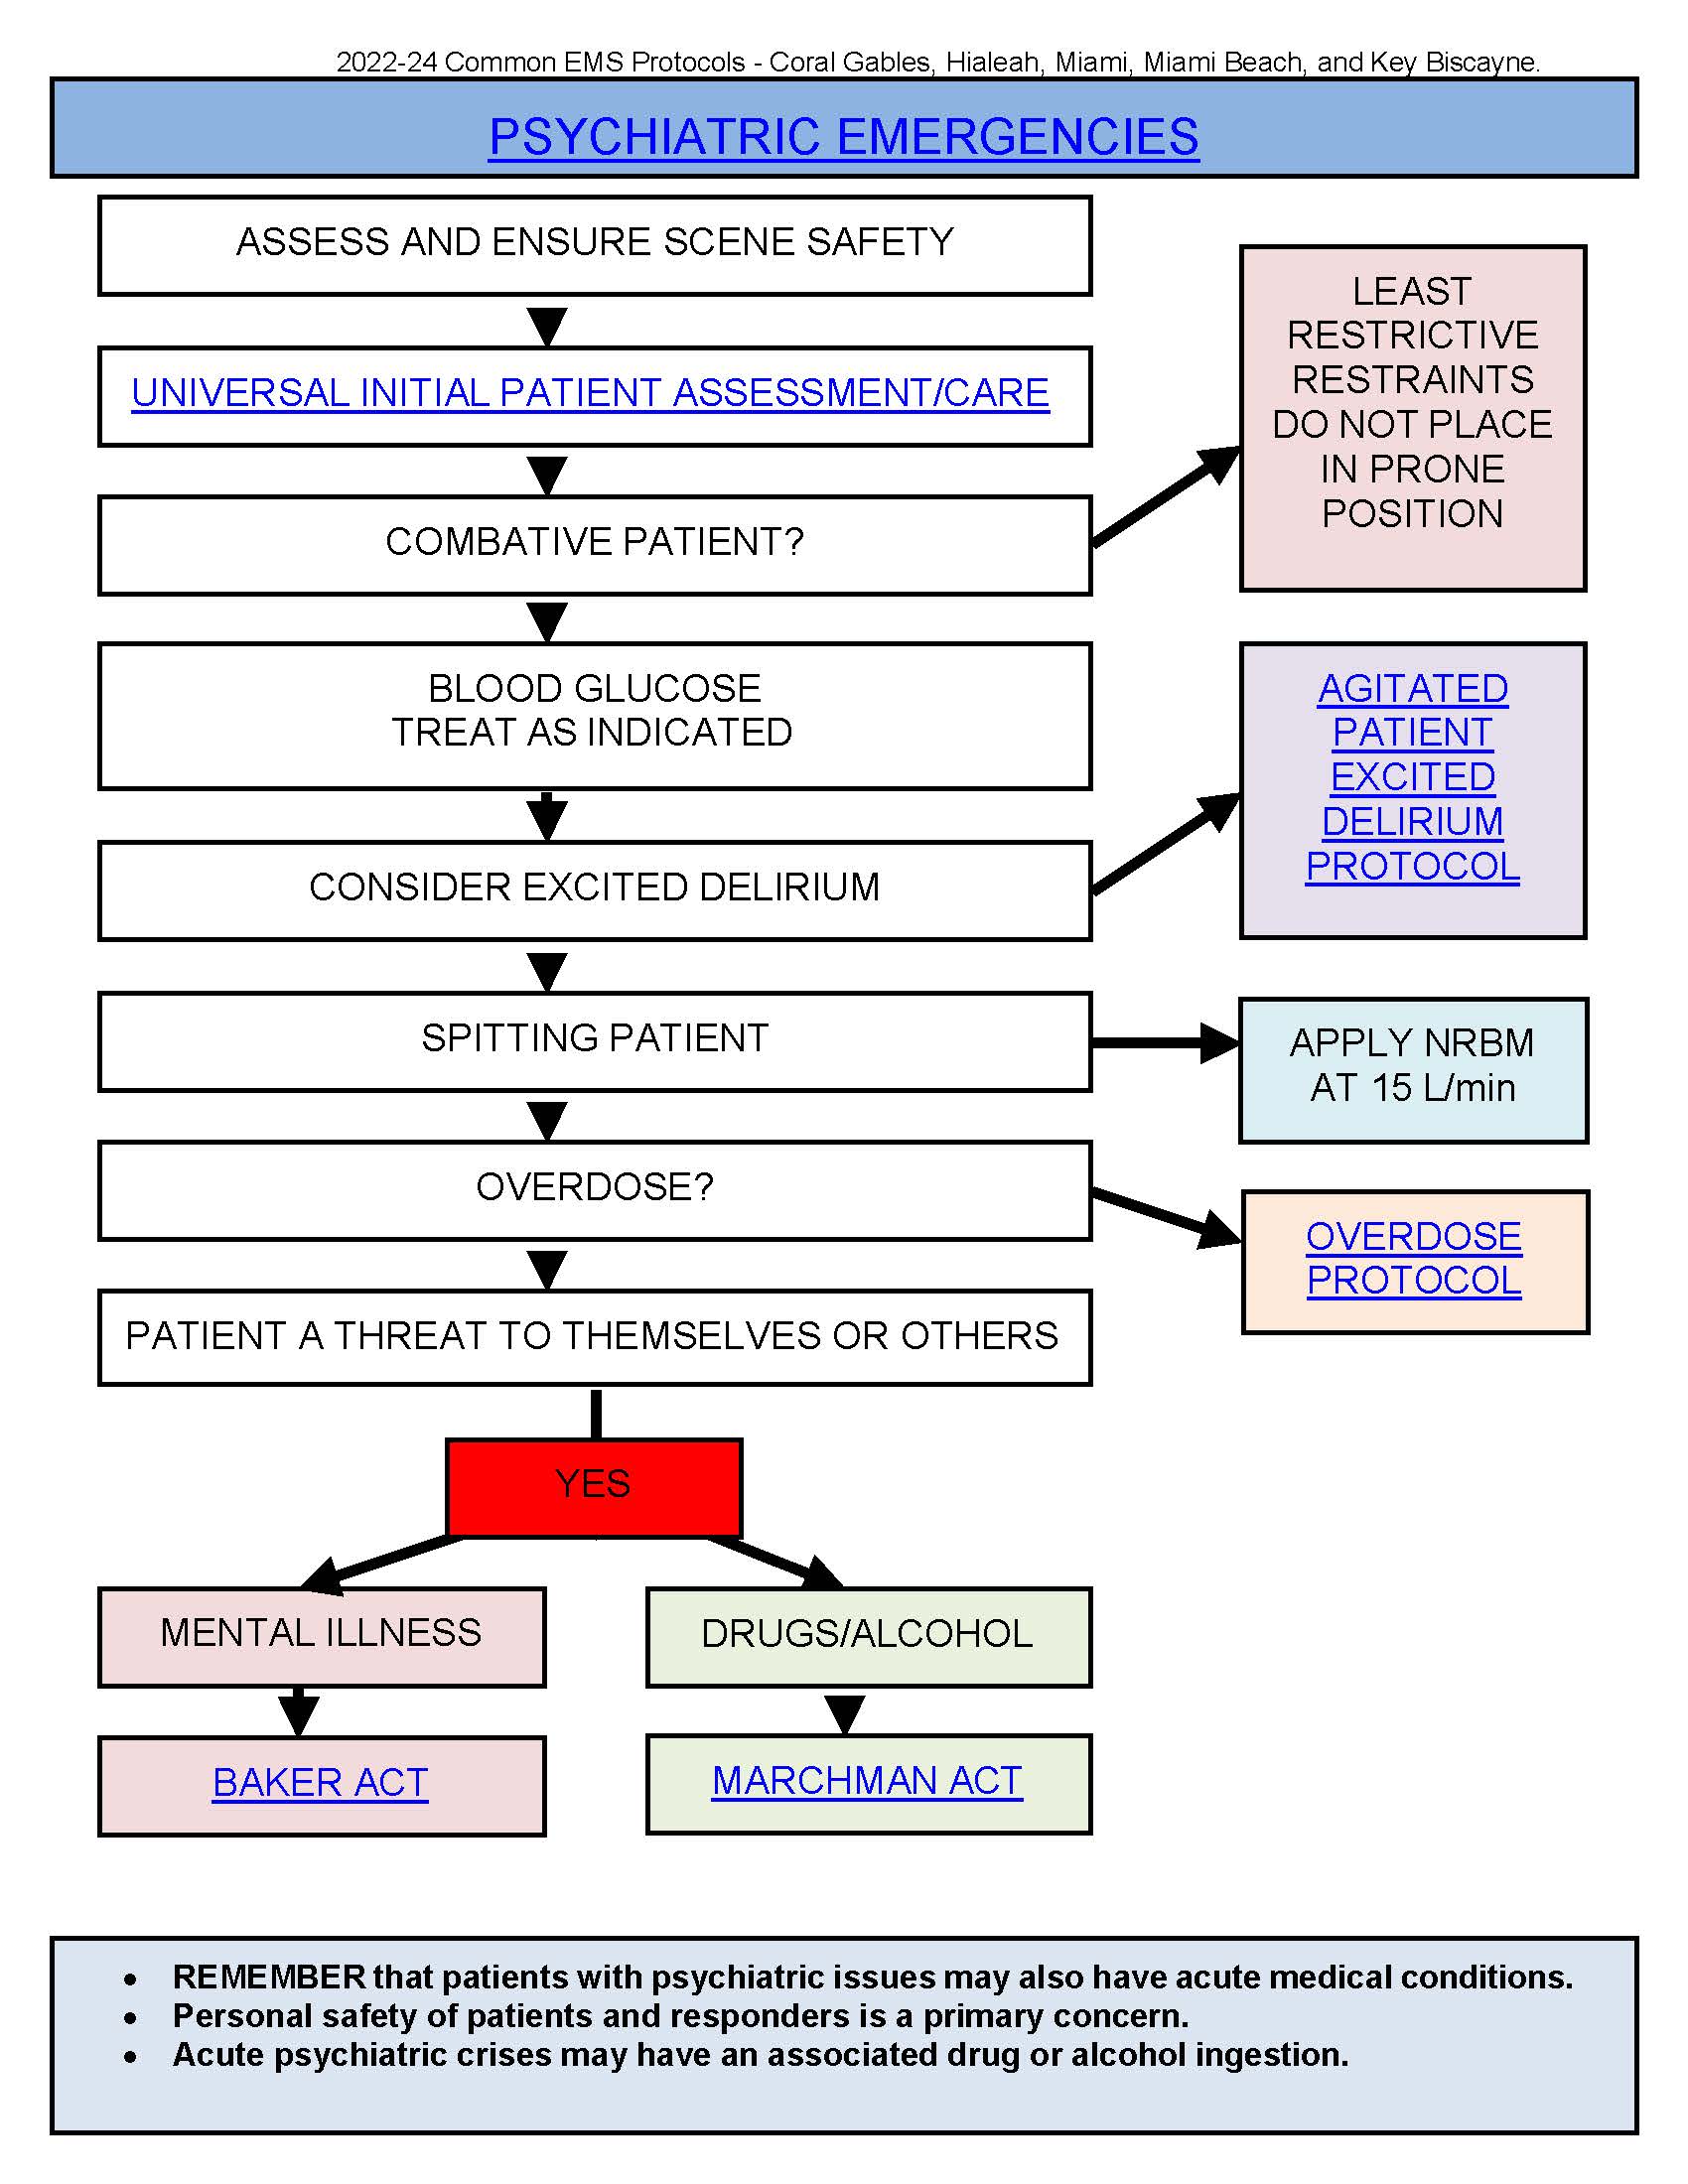 2022-24 Common EMS Protocols - Coral Gables, Hialeah, Miami, Miami Beach, and Key Biscayne.
PSYCHIATRIC EMERGENCIES
ASSESS AND ENSURE SCENE SAFETY
UNIVERSAL INITIAL PATIENT ASSESSMENT/CARE
COMBATIVE PATIENT?
LEAST
RESTRICTIVE
RESTRAINTS
DO NOT PLACE
IN PRONE
POSITION
BLOOD GLUCOSE
TREAT AS INDICATED
CONSIDER EXCITED DELIRIUM
AGITATED
PATIENT
EXCITED
DELIRIUM
PROTOCOL
SPITTING PATIENT
APPLY NRBM
AT 15 L/min
OVERDOSE?
OVERDOSE
PROTOCOL
PATIENT A THREAT TO THEMSELVES OR OTHERS
YES
MENTAL ILLNESS
DRUGS/ALCOHOL
BAKER ACT
MARCHMAN ACT
• REMEMBER that patients with psychiatric issues may also have acute medical conditions.
• Personal safety of patients and responders is a primary concern.
• Acute psychiatric crises may have an associated drug or alcohol ingestion.